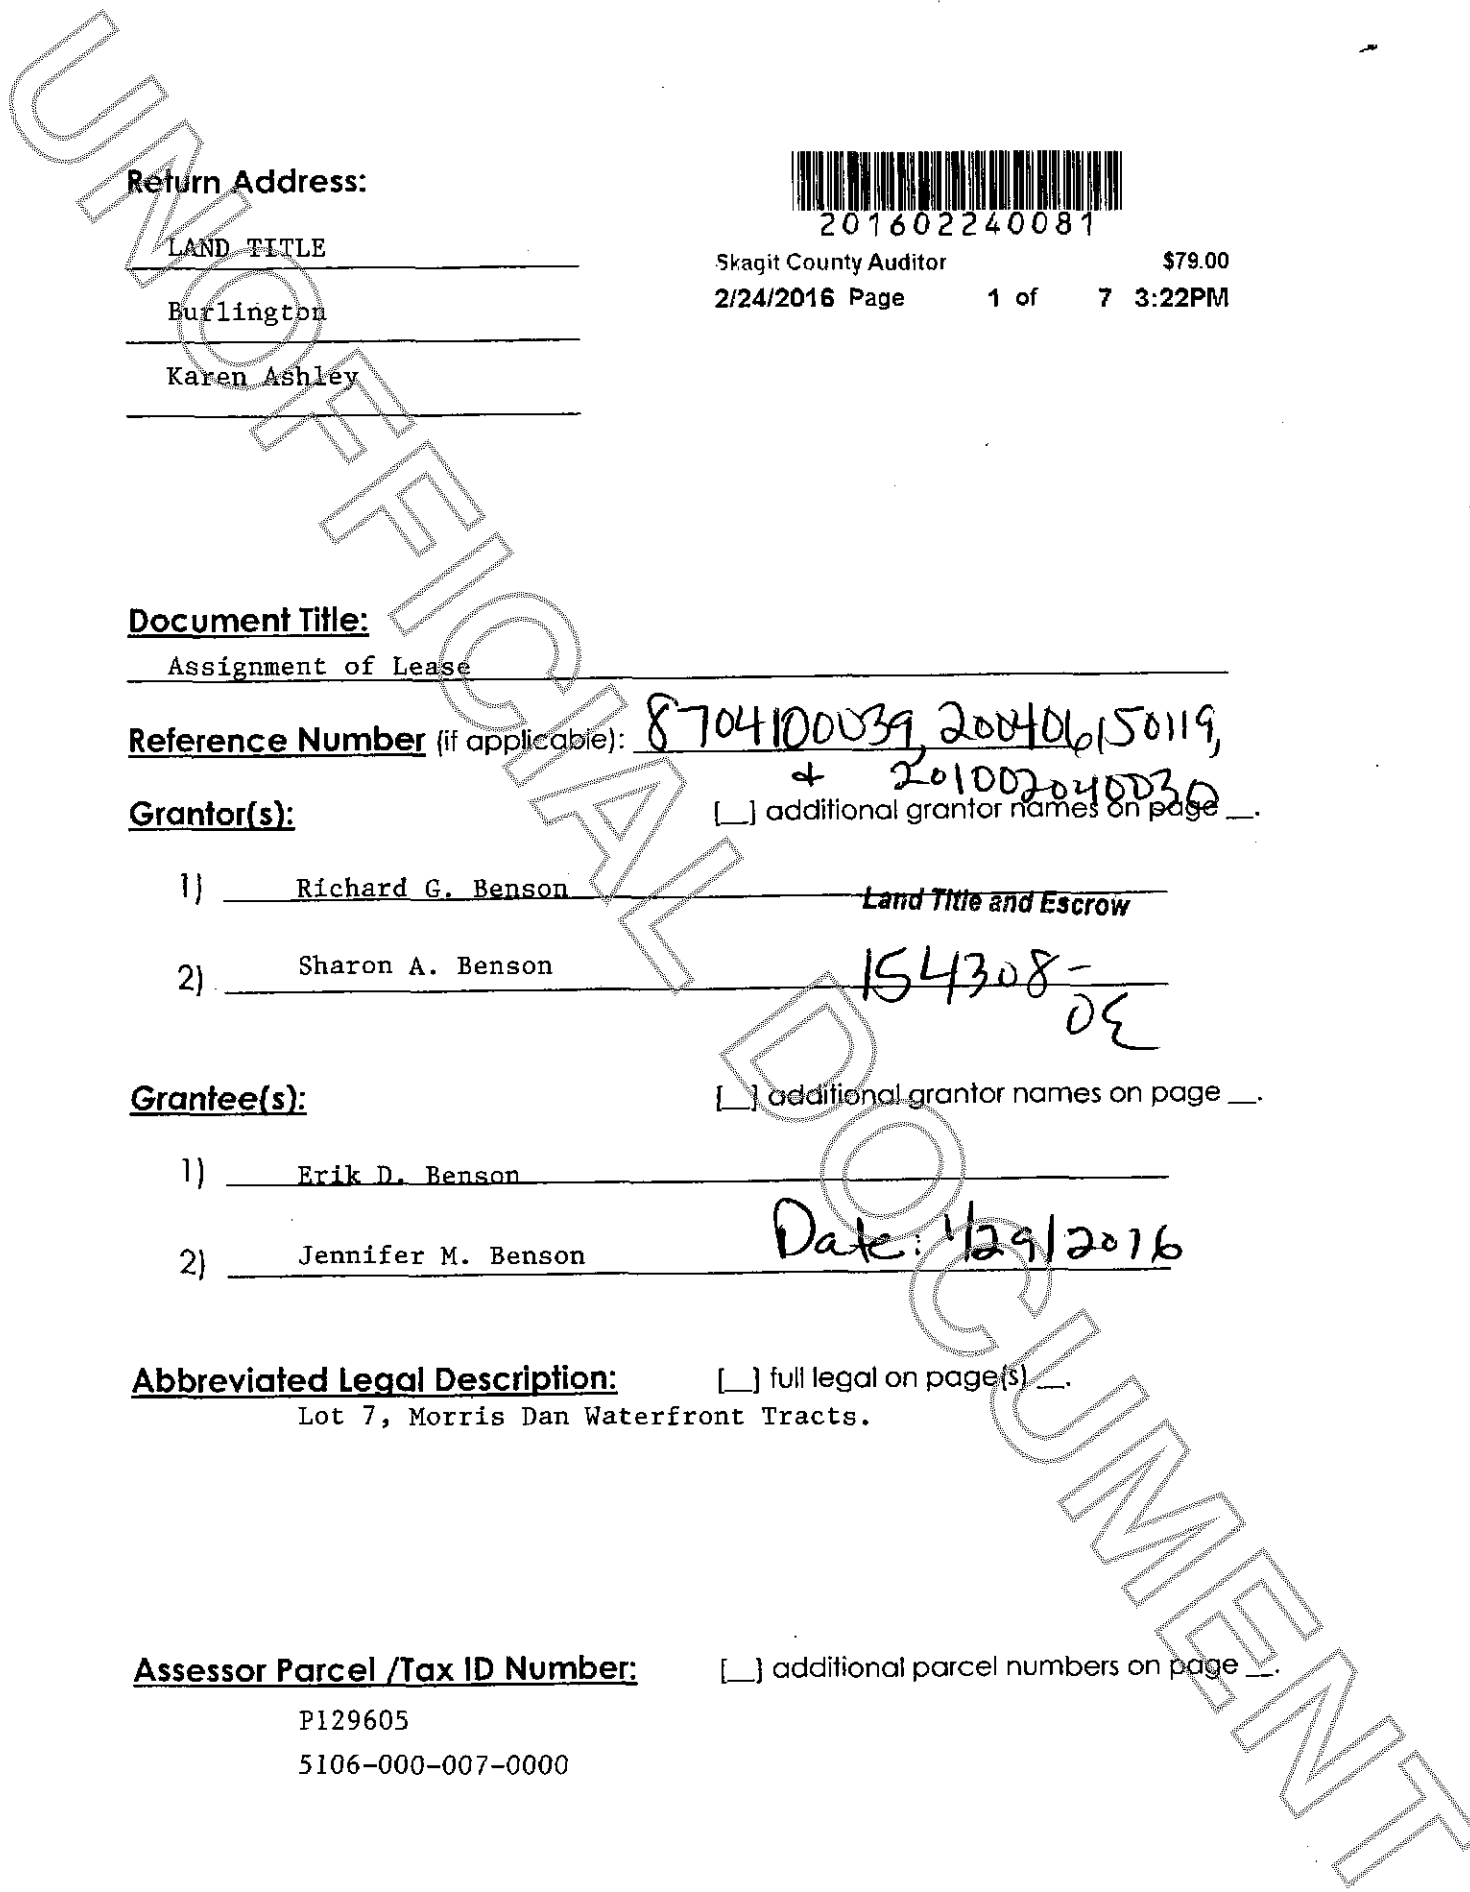 Return Address:
LAND TITLE
Burlington
Karen Ashley
201602240081
Skagit County Auditor $79.00
2/24/2016 Page 1 of 7 3:22PM
Document Title:
Assignment of Lease
Reference Number (if applicable): 8704100039, 200406150119,
+ 201002040030
Grantor(s): [__] additional grantor names on page __.
1) Richard G. Benson Land Title and Escrow
2) Sharon A. Benson 154308-
OE
Grantee(s): [__] additional grantor names on page __.
1) Erik D. Benson
2) Jennifer M. Benson Date: 1/29/2016
Abbreviated Legal Description: [__] full legal on page(s) __.
Lot 7, Morris Dan Waterfront Tracts.
Assessor Parcel /Tax ID Number: [__] additional parcel numbers on page __.
P129605
5106-000-007-0000
UNOFFICIAL DOCUMENT